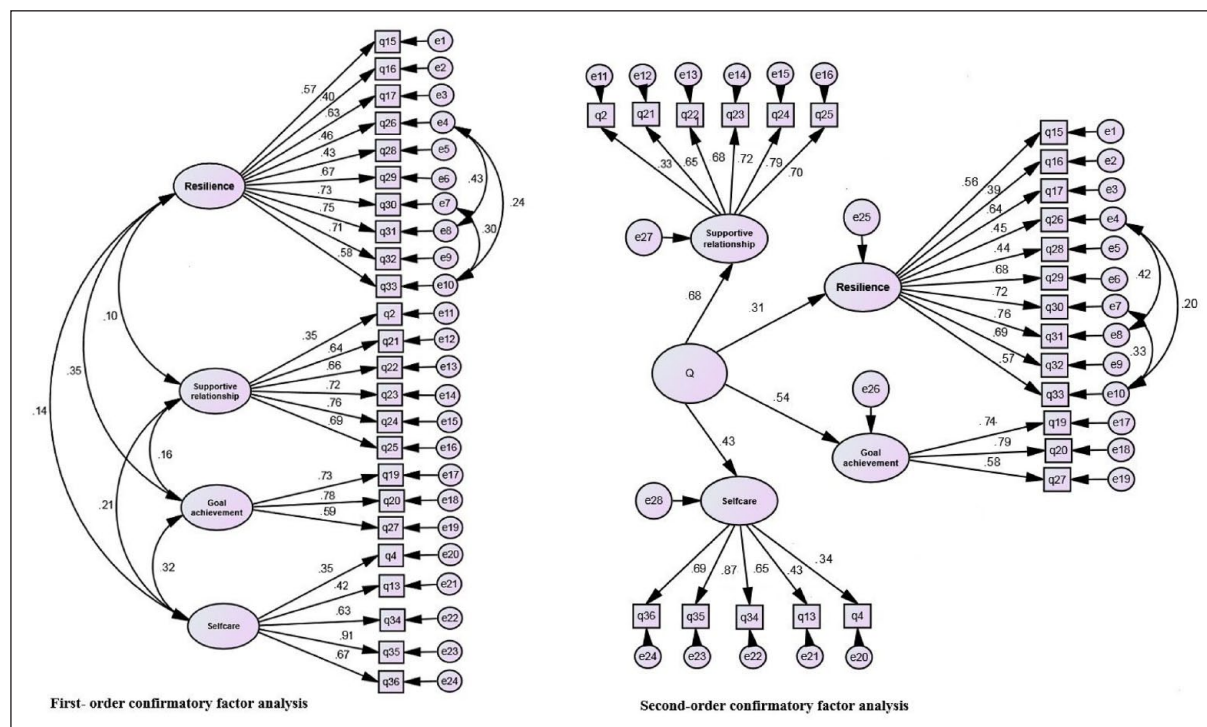 q15 e1
q16 e2
q17 e3
q26 e4
q28 e5
q29 e6
q30 e7
q31 e8
q32 e9
q33 e10
.57
.40
.63
.46
.43
.67
.73
.75
.71
.58
.43
.24
.30
Resilience
q2 e11
q21 e12
q22 e13
q23 e14
q24 e15
q25 e16
.35
.64
.66
.72
.76
.69
Supportive
relationship
q19 e17
q20 e18
q27 e19
.73
.78
.59
Goal
achievement
q4 e20
q13 e21
q34 e22
q35 e23
q36 e24
.35
.42
.63
.91
.67
Selfcare
.10
.35
.14
.16
.21
.32
First- order confirmatory factor analysis
e11 e12 e13 e14 e15 e16
q2 q21 q22 q23 q24 q25
.33 .65 .68 .72 .79 .70
e27
Supportive
relationship
.68
q15 e1
q16 e2
q17 e3
q26 e4
q28 e5
q29 e6
q30 e7
q31 e8
q32 e9
q33 e10
.56
.39
.64
.45
.44
.68
.72
.76
.69
.57
.42
.20
.33
e25
Resilience
.31
Q
.54
e26
Goal
achievement
.74
.79
.58
q19 e17
q20 e18
q27 e19
.43
e28
Selfcare
.69 .87 .65 .43 .34
q36 q35 q34 q13 q4
e24 e23 e22 e21 e20
Second-order confirmatory factor analysis